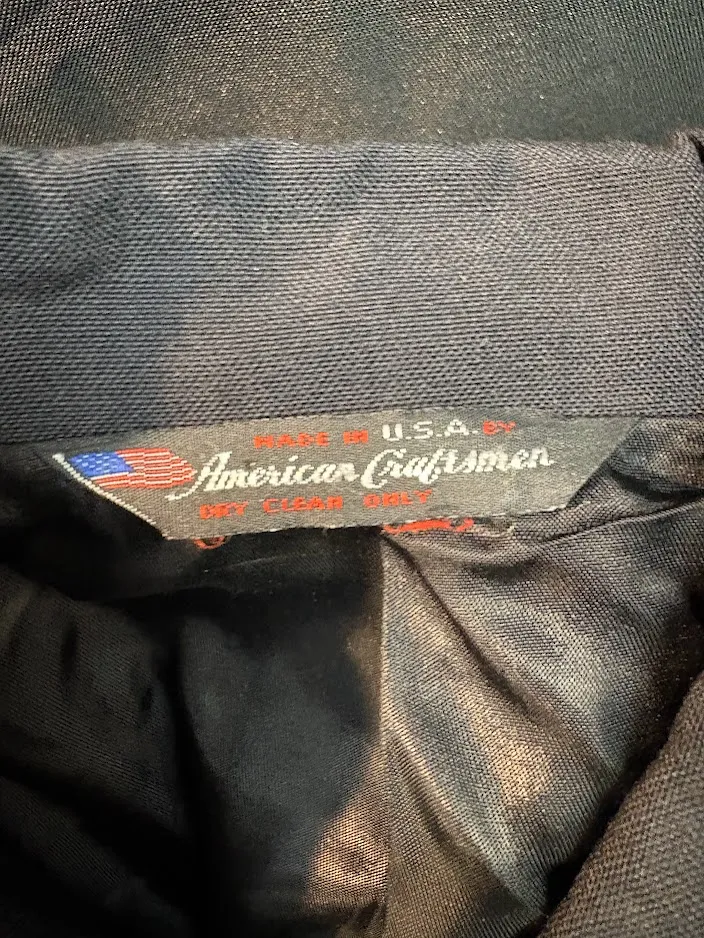 MADE IN U.S.A. BY
American Craftsmen
DRY CLEAN ONLY